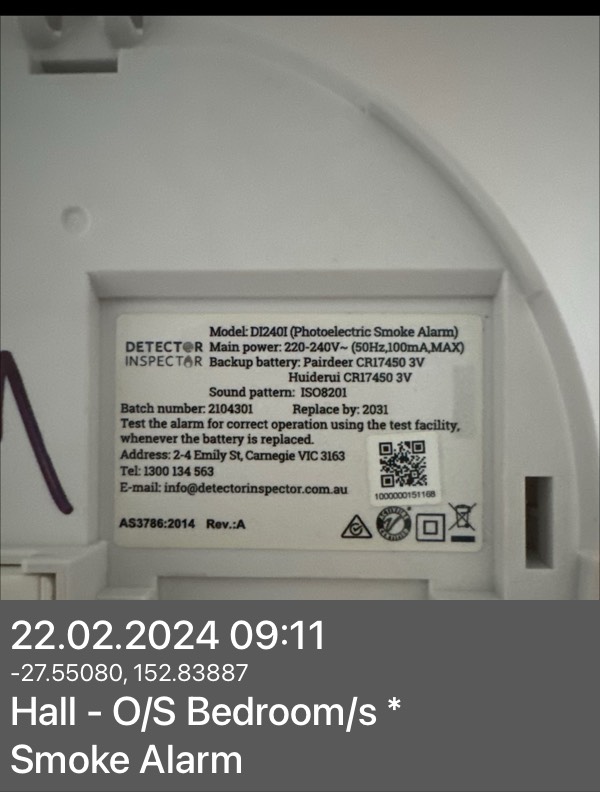 Model: DI240I (Photoelectric Smoke Alarm)
DETECTOR INSPECTOR
Main power: 220-240V~ (50Hz,100mA,MAX)
Backup battery: Pairdeer CR17450 3V
Huiderui CR17450 3V
Sound pattern: ISO8201
Batch number: 2104301 Replace by: 2031
Test the alarm for correct operation using the test facility,
whenever the battery is replaced.
Address: 2-4 Emily St, Carnegie VIC 3163
Tel: 1300 134 563
E-mail: info@detectorinspector.com.au
1000000151168
AS3786:2014 Rev.:A
22.02.2024 09:11
-27.55080, 152.83887
Hall - O/S Bedroom/s *
Smoke Alarm